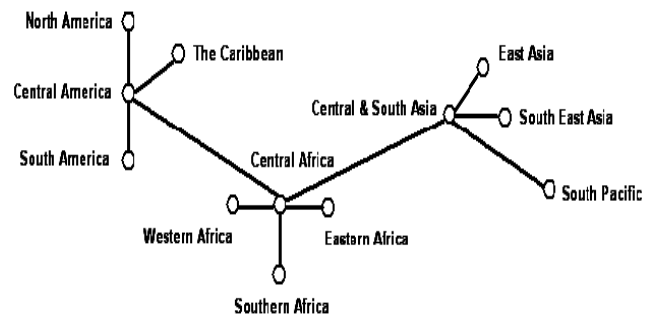 North America
The Caribbean
East Asia
Central America
Central & South Asia
South East Asia
South America
Central Africa
South Pacific
Western Africa
Eastern Africa
Southern Africa